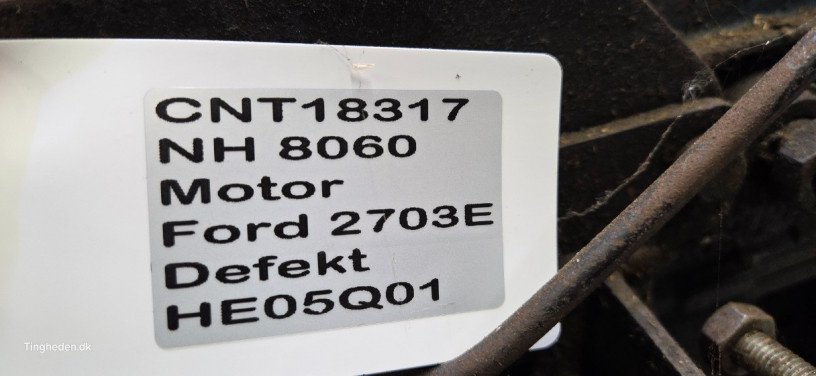 CNT18317
NH 8060
Motor
Ford 2703E
Defekt
HE05Q01
Tingheden.dk